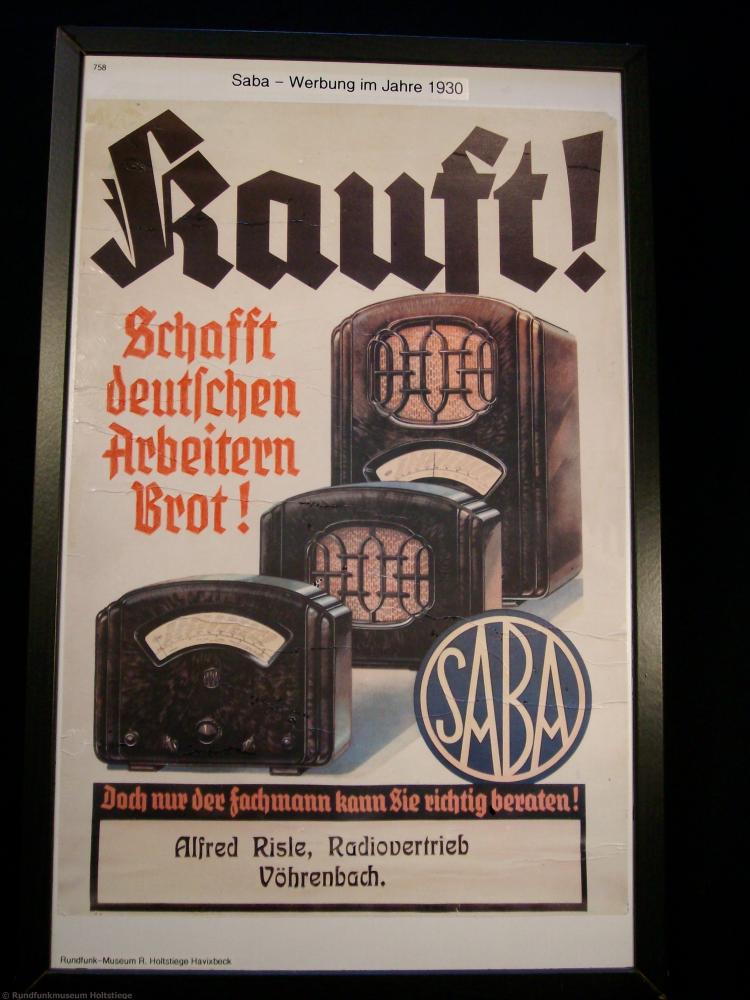 758
Saba - Werbung im Jahre 1930
Kauft!
Schafft
deutſchen
Arbeitern
Brot!
SABA
Doch nur der Fachmann kann Sie richtig beraten!
Alfred Risle, Radiovertrieb
Vöhrenbach.
Rundfunk-Museum R. Holtstiege Havixbeck
© Rundfunkmuseum Holtstiege